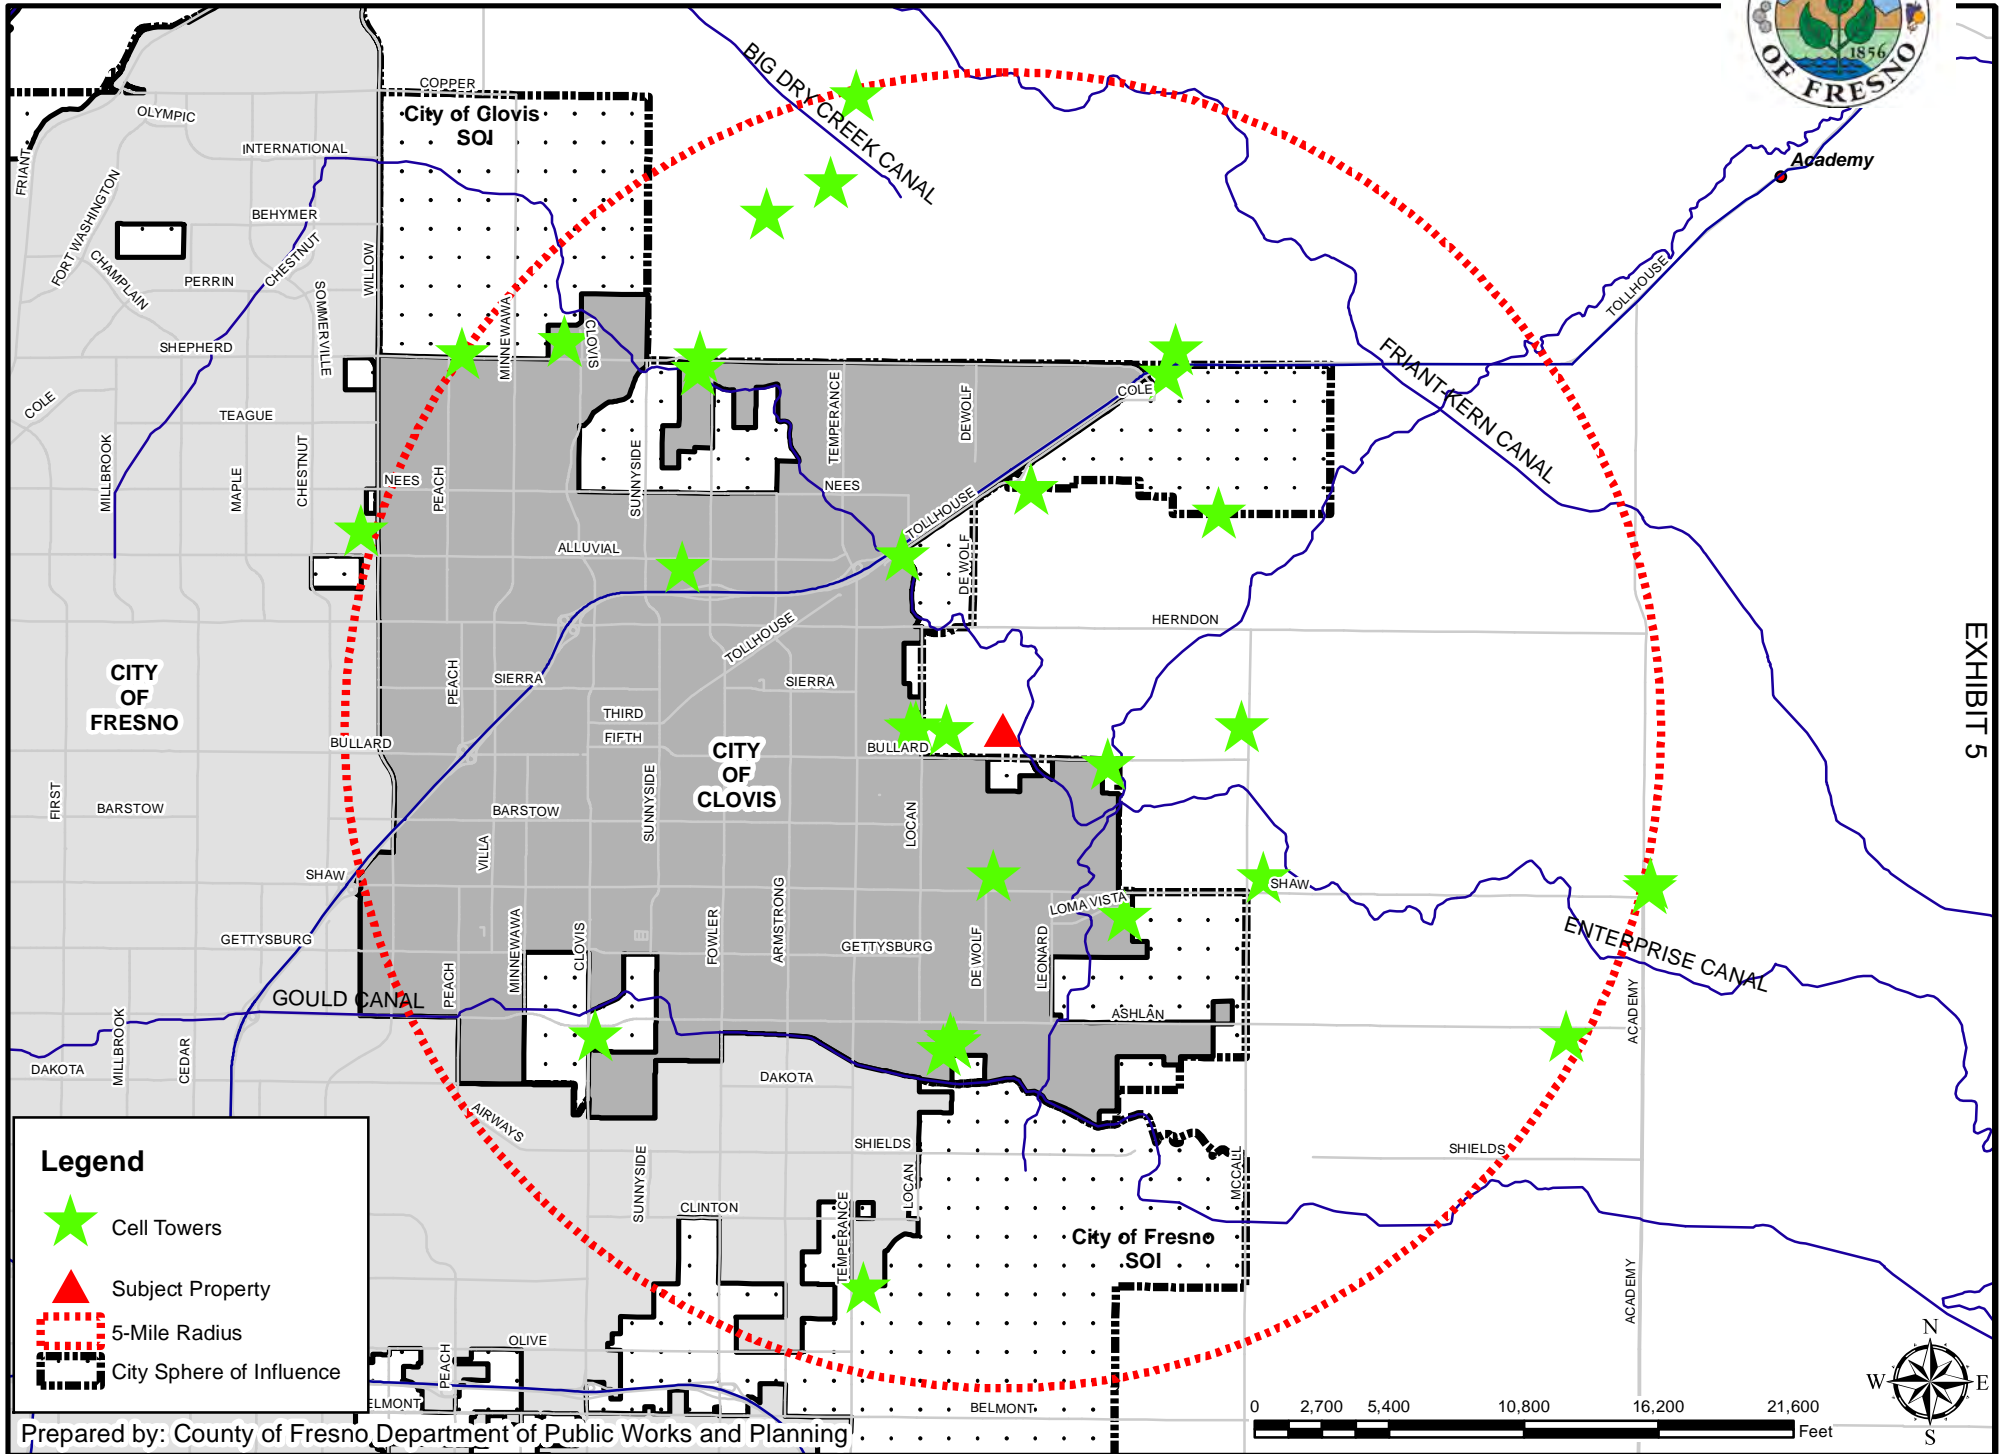 1856
OF FRESNO
COPPER
City of Glovis
SOI
BIG DRY CREEK CANAL
OLYMPIC
INTERNATIONAL
Academy
FRIANT
FORT WASHINGTON
BEHYMER
CHESTNUT
CHAMPLAIN
PERRIN
WILLOW
SOMMERVILLE
MINNEWAWA
CLOVIS
TOLLHOUSE
SHEPHERD
FRIANT-KERN CANAL
COLE
TEAGUE
TEMPERANCE
DEWOLF
COLE
MILLBROOK
MAPLE
CHESTNUT
NEES
PEACH
SUNNYSIDE
NEES
TOLLHOUSE
ALLUVIAL
DE WOLF
HERNDON
EXHIBIT 5
TOLLHOUSE
CITY
OF
FRESNO
PEACH
SIERRA
SIERRA
THIRD
FIFTH
BULLARD
CITY
OF
CLOVIS
BULLARD
FIRST
BARSTOW
VILLA
BARSTOW
SUNNYSIDE
LOCAN
SHAW
SHAW
LOMA VISTA
GETTYSBURG
MINNEWAWA
CLOVIS
FOWLER
ARMSTRONG
GETTYSBURG
DE WOLF
LEONARD
ENTERPRISE CANAL
GOULD CANAL
PEACH
ASHLAN
ACADEMY
MILLBROOK
CEDAR
DAKOTA
DAKOTA
AIRWAYS
SHIELDS
SHIELDS
SUNNYSIDE
LOCAN
MCCALL
CLINTON
TEMPERANCE
City of Fresno
SOI
ACADEMY
Legend
Cell Towers
Subject Property
5-Mile Radius
City Sphere of Influence
OLIVE
PEACH
ELMONT
BELMONT
N
W
E
S
0 2,700 5,400 10,800 16,200 21,600
Feet
Prepared by: County of Fresno Department of Public Works and Planning